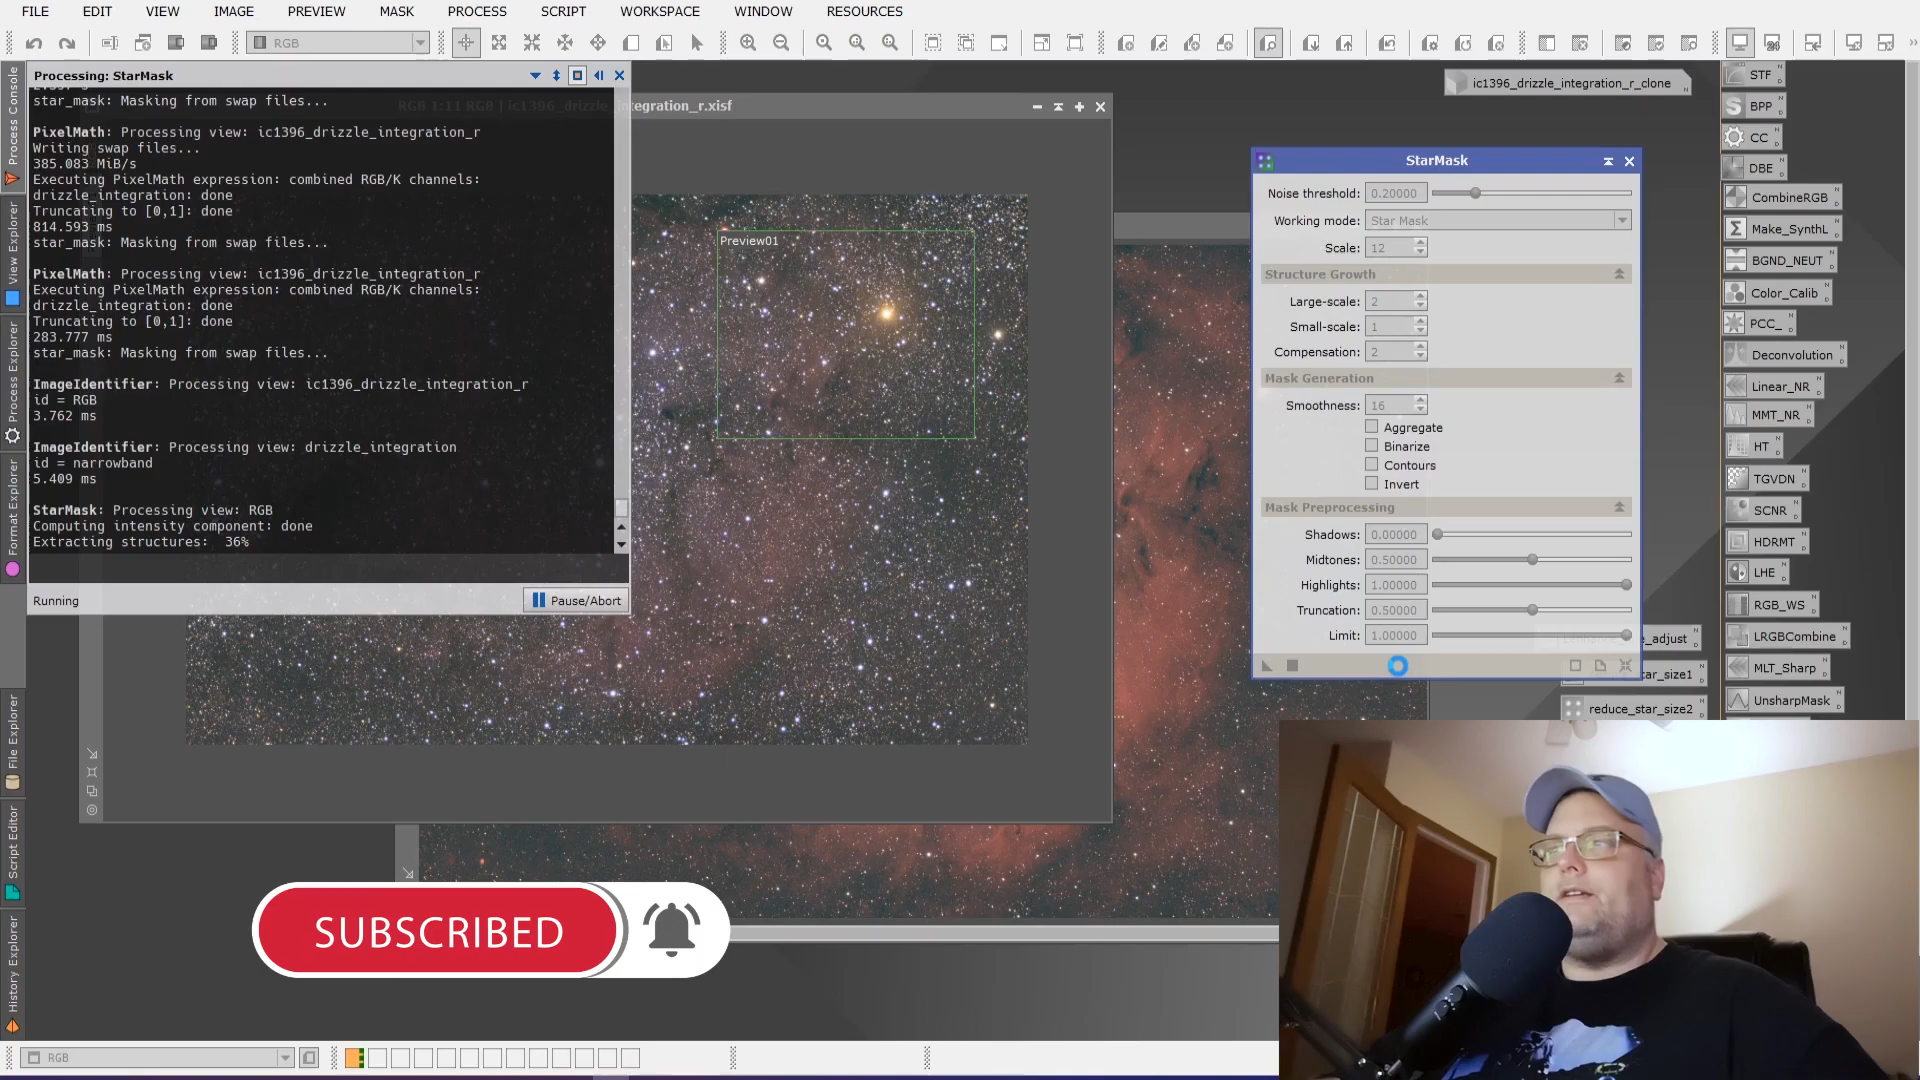 FILE EDIT VIEW IMAGE PREVIEW MASK PROCESS SCRIPT WORKSPACE WINDOW RESOURCES
RGB
Process Console
View Explorer
Process Explorer
Format Explorer
File Explorer
Script Editor
History Explorer
Processing: StarMask
star_mask: Masking from swap files...
PixelMath: Processing view: ic1396_drizzle_integration_r
Writing swap files...
385.083 MiB/s
Executing PixelMath expression: combined RGB/K channels:
drizzle_integration: done
Truncating to [0,1]: done
814.593 ms
star_mask: Masking from swap files...
PixelMath: Processing view: ic1396_drizzle_integration_r
Executing PixelMath expression: combined RGB/K channels:
drizzle_integration: done
Truncating to [0,1]: done
283.777 ms
star_mask: Masking from swap files...
ImageIdentifier: Processing view: ic1396_drizzle_integration_r
id = RGB
3.762 ms
ImageIdentifier: Processing view: drizzle_integration
id = narrowband
5.409 ms
StarMask: Processing view: RGB
Computing intensity component: done
Extracting structures: 36%
Running
Pause/Abort
RGB 1:11 RGB | ic1396_drizzle_integration_r.xisf
Preview01
ic1396_drizzle_integration_r_clone
StarMask
Noise threshold: 0.20000
Working mode: Star Mask
Scale: 12
Structure Growth
Large-scale: 2
Small-scale: 1
Compensation: 2
Mask Generation
Smoothness: 16
Aggregate
Binarize
Contours
Invert
Mask Preprocessing
Shadows: 0.00000
Midtones: 0.50000
Highlights: 1.00000
Truncation: 0.50000
Limit: 1.00000
e_adjust
tar_size1
reduce_star_size2
STF
BPP
CC
DBE
CombineRGB
Make_SynthL
BGND_NEUT
Color_Calib
PCC_
Deconvolution
Linear_NR
MMT_NR
HT
TGVDN
SCNR
HDRMT
LHE
RGB_WS
LRGBCombine
MLT_Sharp
UnsharpMask
SUBSCRIBED
RGB